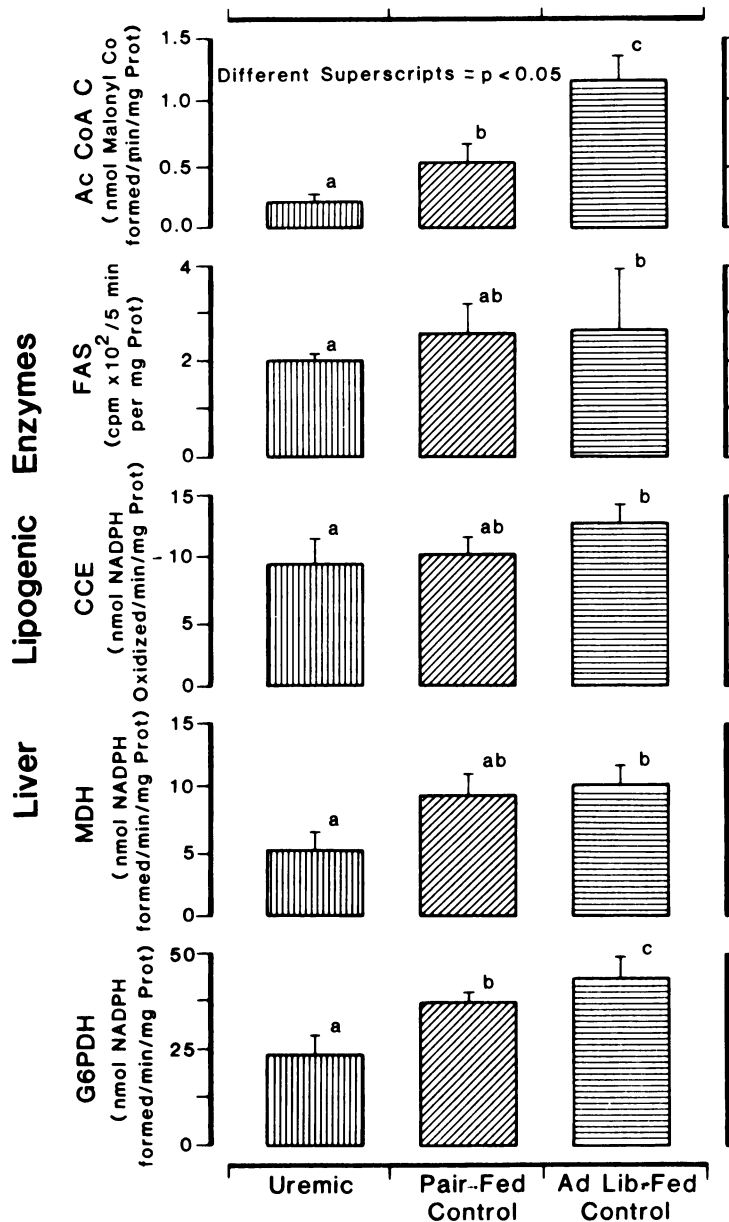 Liver Lipogenic Enzymes
Ac CoA C
(nmol Malonyl Co
formed/min/mg Prot)
1.5
1.0
0.5
0.0
Different Superscripts = p < 0.05
a
b
c
FAS
(cpm x10²/5 min
per mg Prot)
4
2
0
a
ab
b
CCE
(nmol NADPH
Oxidized/min/mg Prot)
15
10
5
0
a
ab
b
MDH
(nmol NADPH
formed/min/mg Prot)
15
10
5
0
a
ab
b
G6PDH
(nmol NADPH
formed/min/mg Prot)
50
25
0
a
b
c
Uremic
Pair-Fed
Control
Ad Lib-Fed
Control